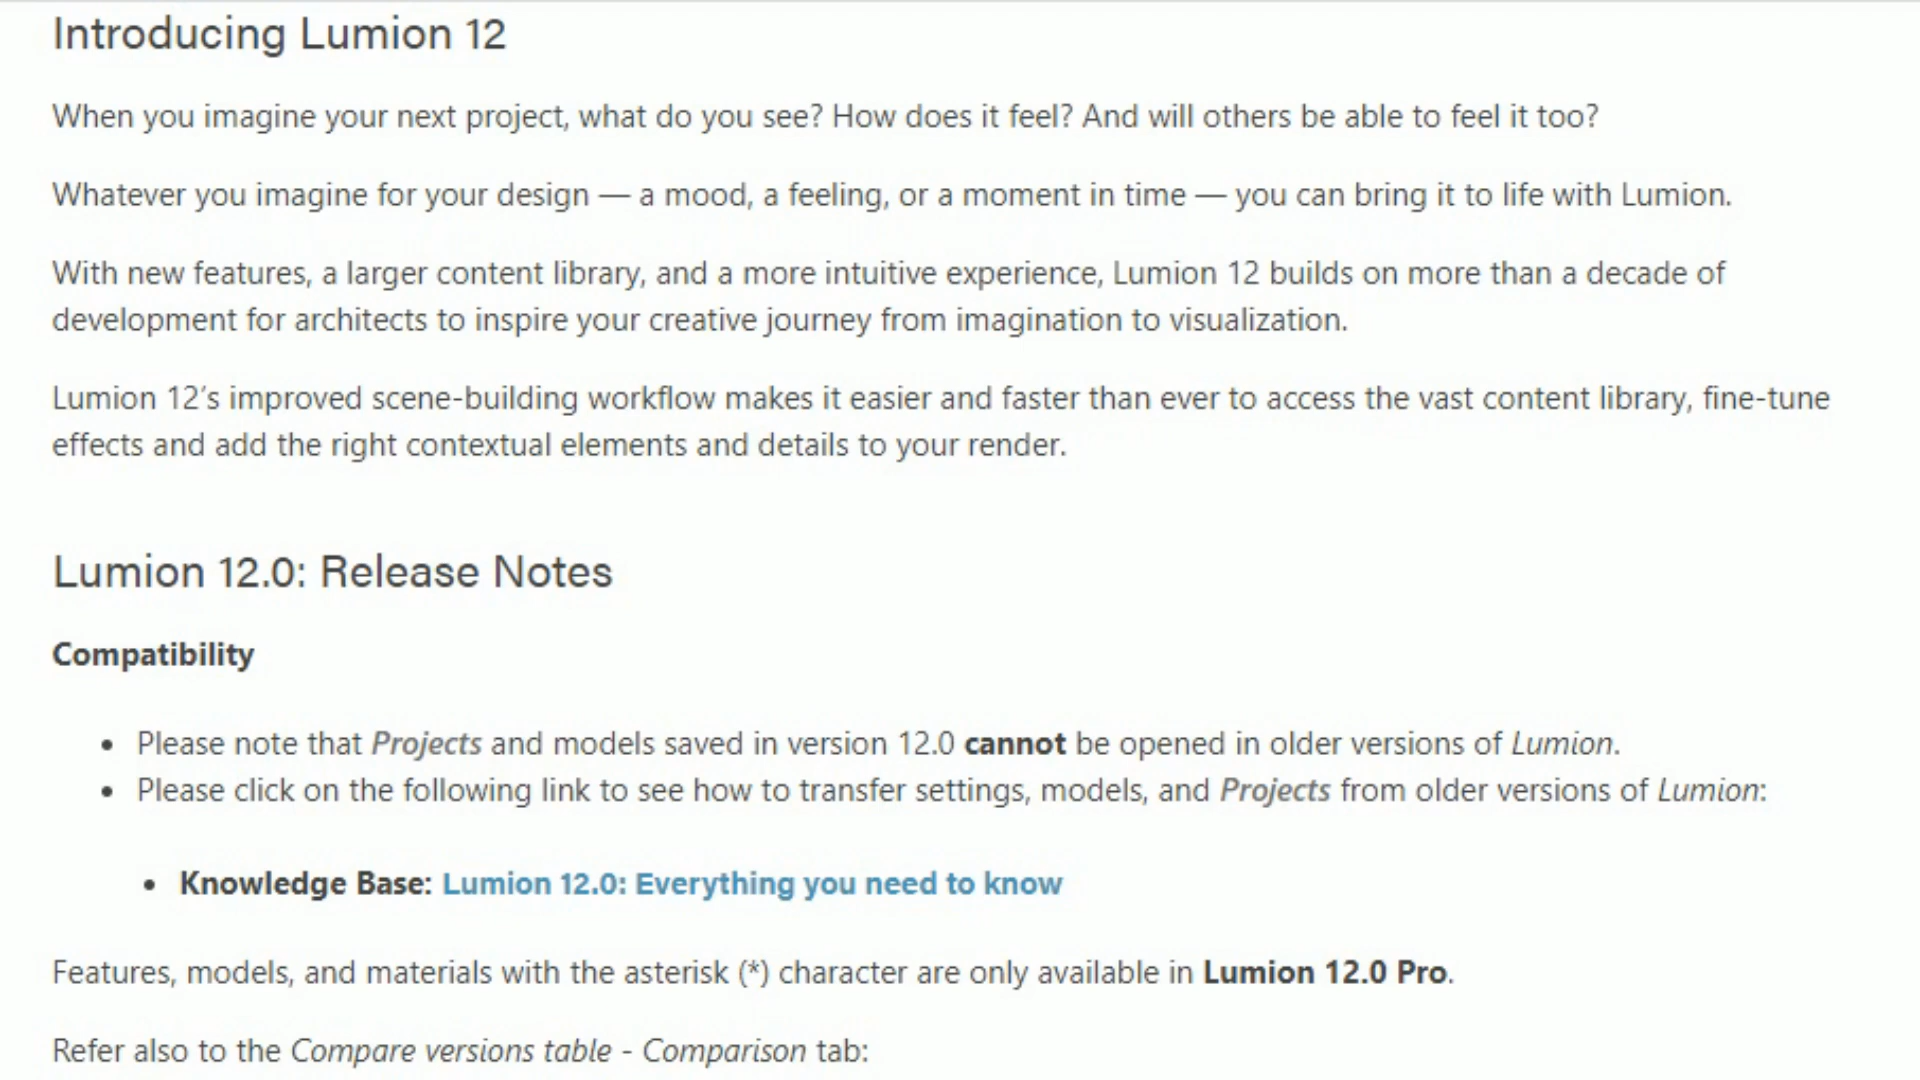 Introducing Lumion 12
When you imagine your next project, what do you see? How does it feel? And will others be able to feel it too?
Whatever you imagine for your design — a mood, a feeling, or a moment in time — you can bring it to life with Lumion.
With new features, a larger content library, and a more intuitive experience, Lumion 12 builds on more than a decade of
development for architects to inspire your creative journey from imagination to visualization.
Lumion 12’s improved scene-building workflow makes it easier and faster than ever to access the vast content library, fine-tune
effects and add the right contextual elements and details to your render.
Lumion 12.0: Release Notes
Compatibility
• Please note that Projects and models saved in version 12.0 cannot be opened in older versions of Lumion.
• Please click on the following link to see how to transfer settings, models, and Projects from older versions of Lumion:
• Knowledge Base: Lumion 12.0: Everything you need to know
Features, models, and materials with the asterisk (*) character are only available in Lumion 12.0 Pro.
Refer also to the Compare versions table - Comparison tab: